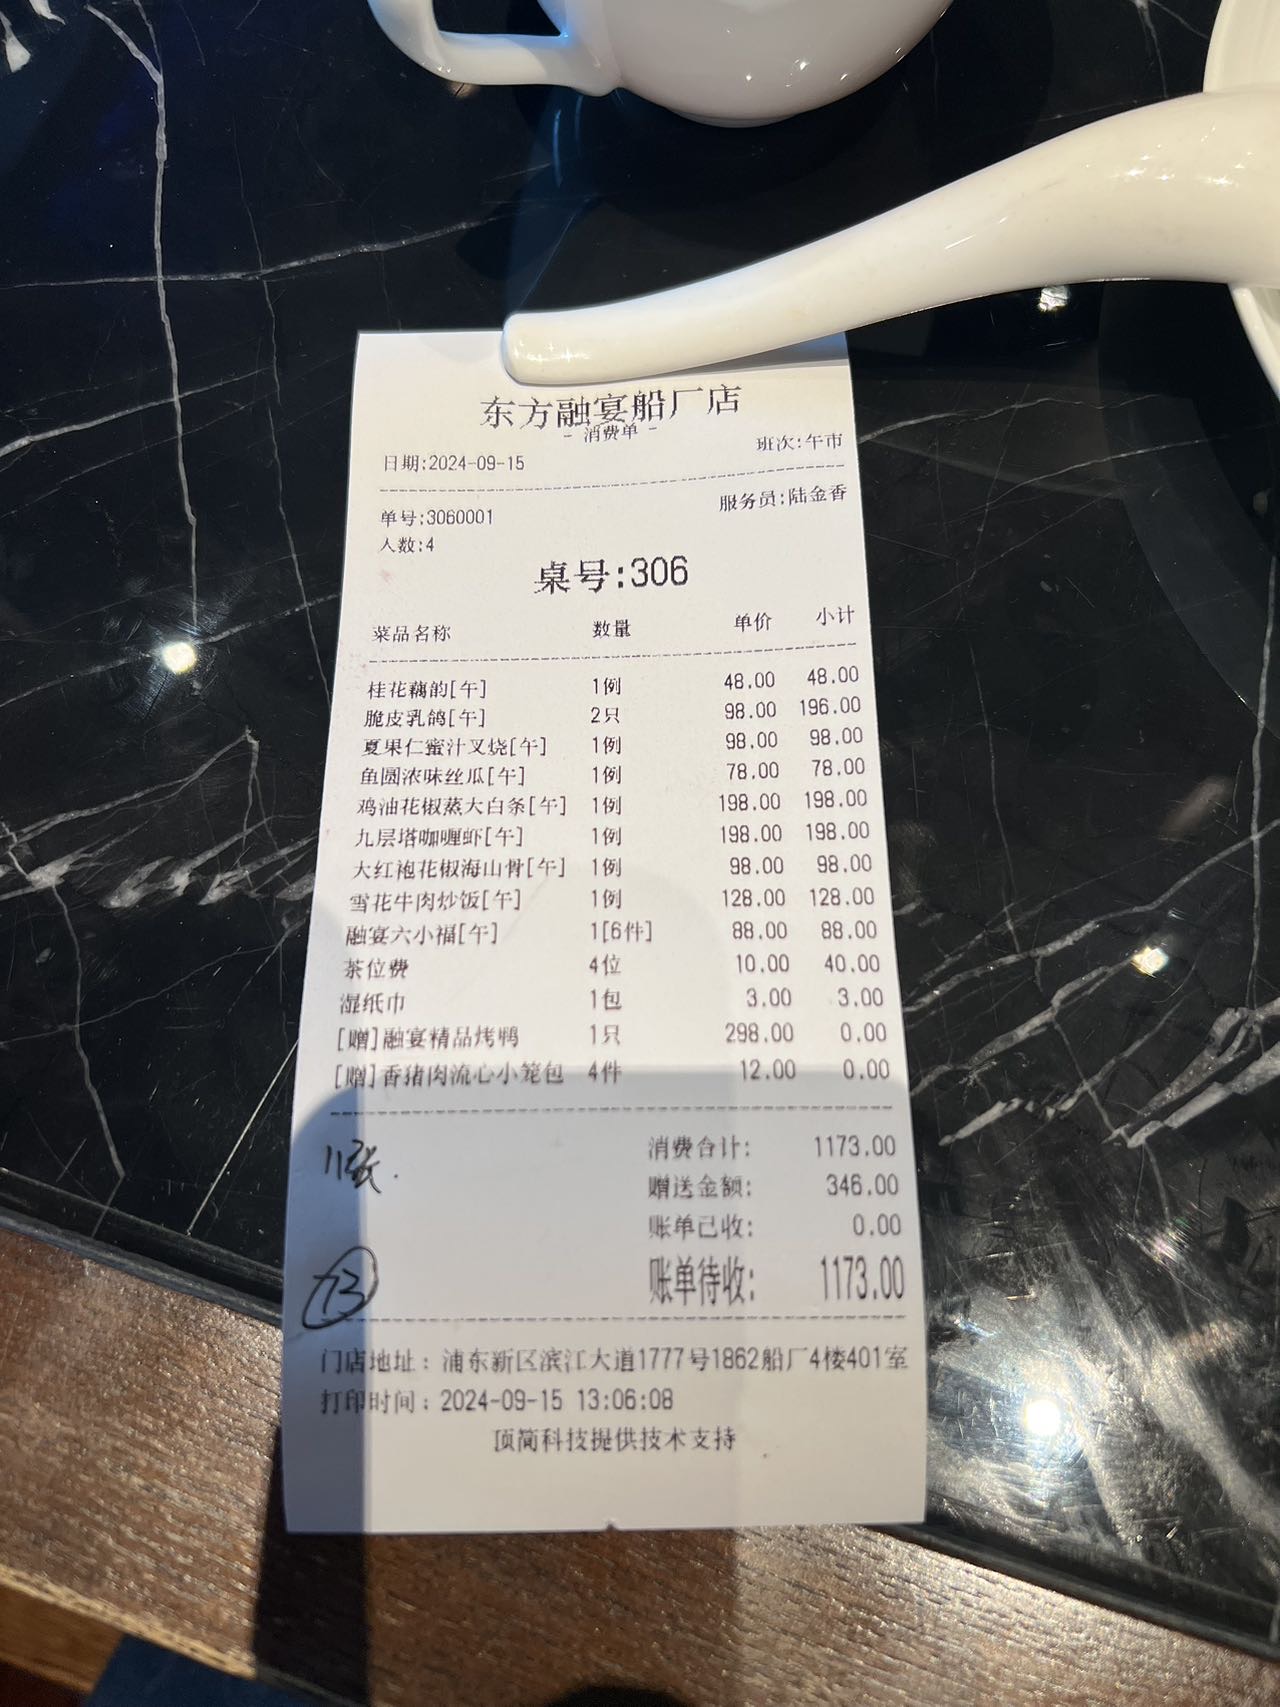 东方融宴船厂店
- 消费单 -
日期:2024-09-15 班次:午市
单号:3060001 服务员:陆金香
人数:4
桌号:306
菜品名称 数量 单价 小计
桂花藕韵[午] 1例 48.00 48.00
脆皮乳鸽[午] 2只 98.00 196.00
夏果仁蜜汁叉烧[午] 1例 98.00 98.00
鱼圆浓味丝瓜[午] 1例 78.00 78.00
鸡油花椒蒸大白条[午] 1例 198.00 198.00
九层塔咖喱虾[午] 1例 198.00 198.00
大红袍花椒海山骨[午] 1例 98.00 98.00
雪花牛肉炒饭[午] 1例 128.00 128.00
融宴六小福[午] 1[6件] 88.00 88.00
茶位费 4位 10.00 40.00
湿纸巾 1包 3.00 3.00
[赠]融宴精品烤鸭 1只 298.00 0.00
[赠]香猪肉流心小笼包 4件 12.00 0.00
消费合计: 1173.00
11张. 赠送金额: 346.00
账单已收: 0.00
73 账单待收: 1173.00
门店地址：浦东新区滨江大道1777号1862船厂4楼401室
打印时间：2024-09-15 13:06:08
顶简科技提供技术支持